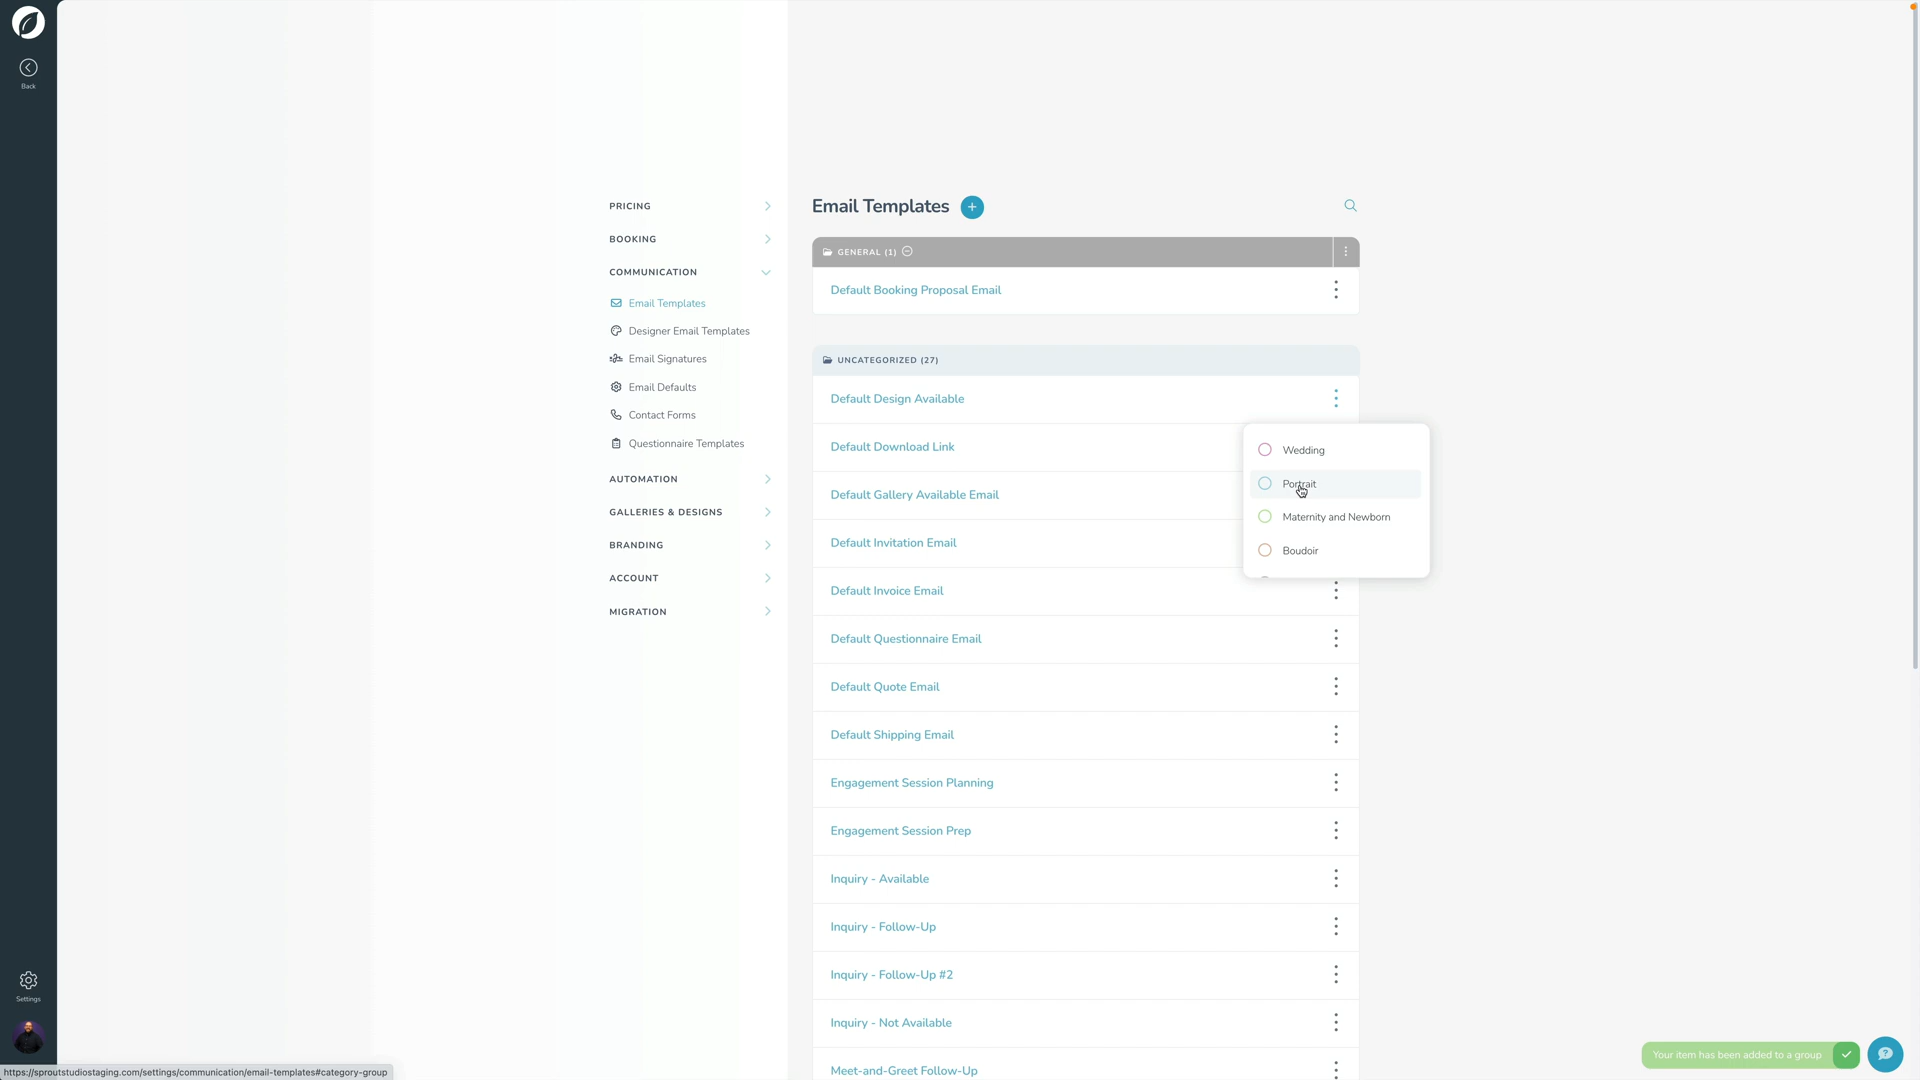 Back
PRICING
BOOKING
COMMUNICATION
Email Templates
Designer Email Templates
Email Signatures
Email Defaults
Contact Forms
Questionnaire Templates
AUTOMATION
GALLERIES & DESIGNS
BRANDING
ACCOUNT
MIGRATION
Settings
Email Templates
GENERAL (1)
Default Booking Proposal Email
UNCATEGORIZED (27)
Default Design Available
Default Download Link
Default Gallery Available Email
Default Invitation Email
Default Invoice Email
Default Questionnaire Email
Default Quote Email
Default Shipping Email
Engagement Session Planning
Engagement Session Prep
Inquiry - Available
Inquiry - Follow-Up
Inquiry - Follow-Up #2
Inquiry - Not Available
Meet-and-Greet Follow-Up
Wedding
Portrait
Maternity and Newborn
Boudoir
Your item has been added to a group
https://sproutstudiostaging.com/settings/communication/email-templates#category-group